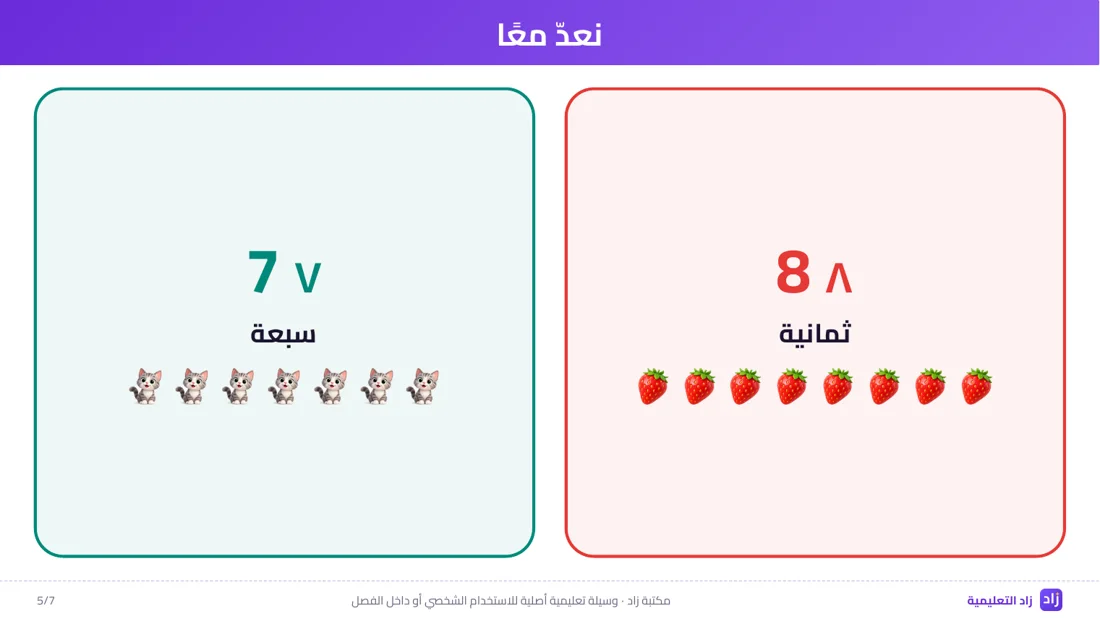 نعدّ معًا
8 ٨
ثمانية
7 ٧
سبعة
زاد
زاد التعليمية
مكتبة زاد · وسيلة تعليمية أصلية للاستخدام الشخصي أو داخل الفصل
5/7